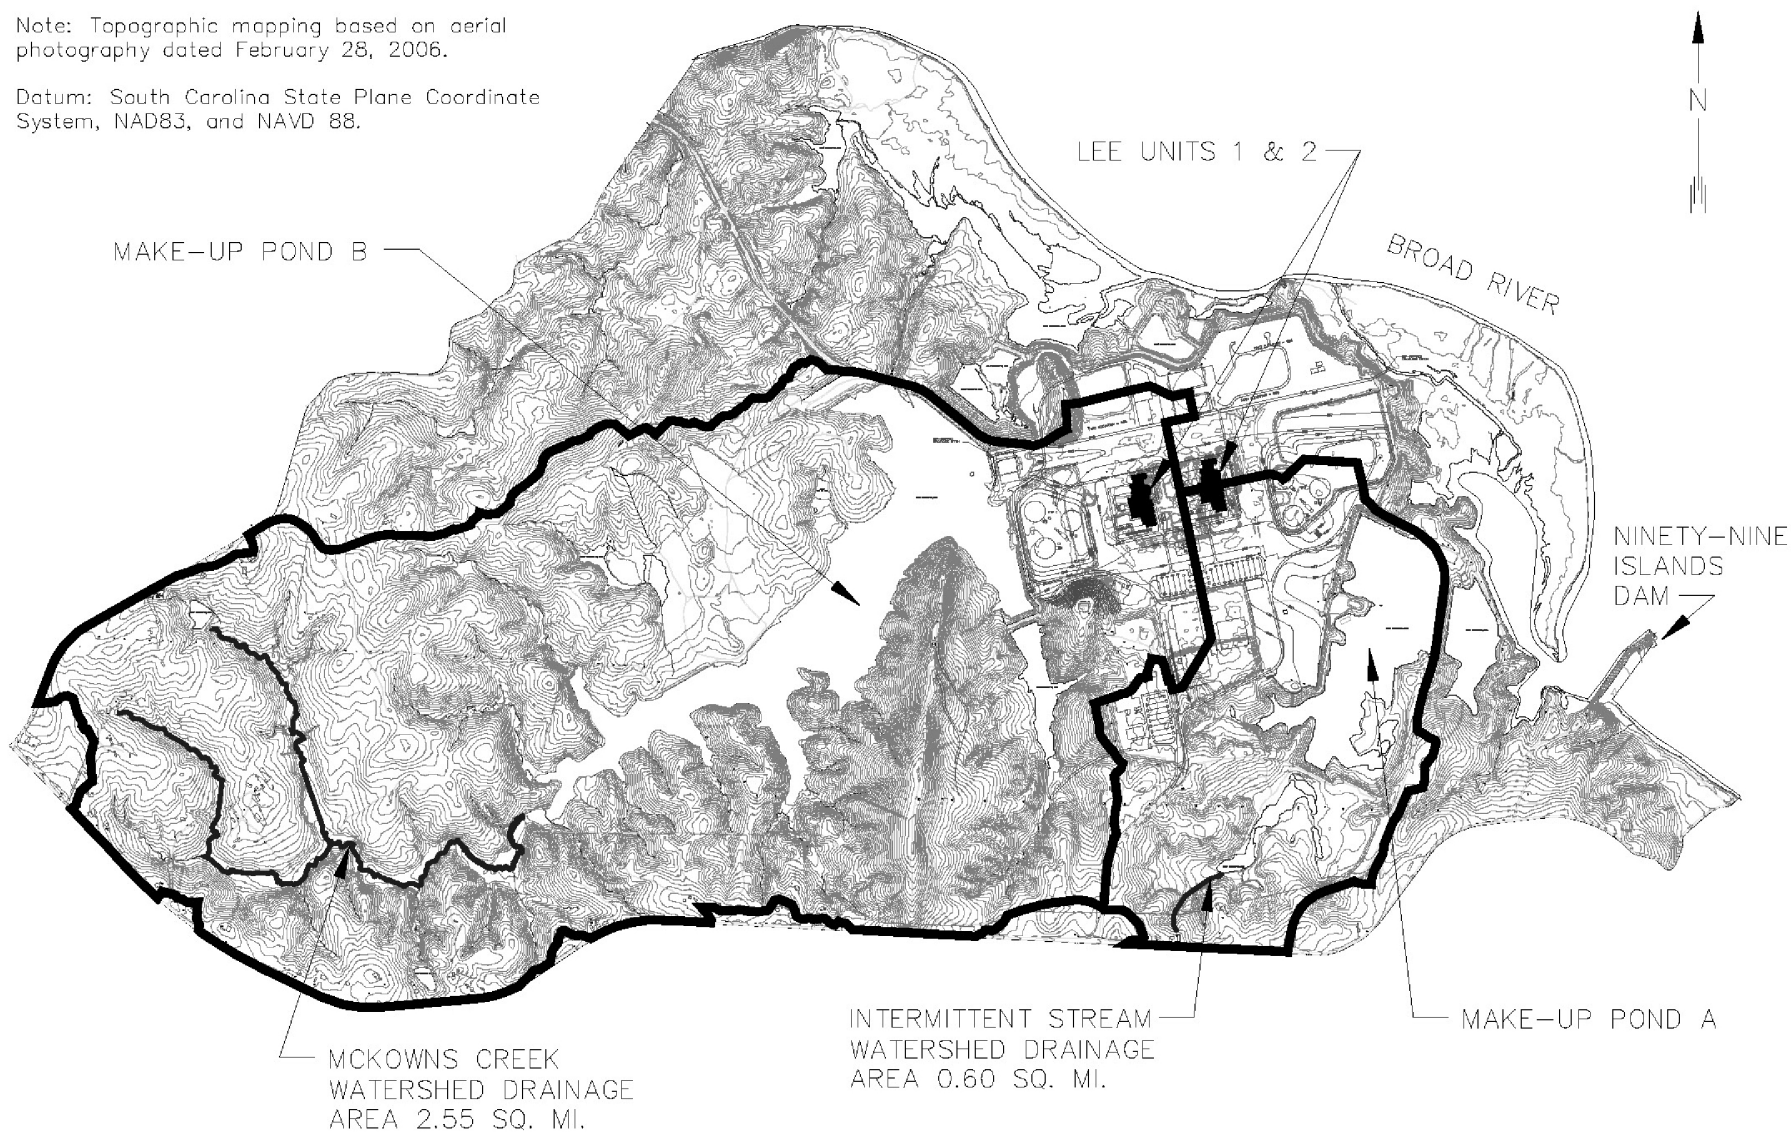 Note: Topographic mapping based on aerial
photography dated February 28, 2006.
Datum: South Carolina State Plane Coordinate
System, NAD83, and NAVD 88.
N
LEE UNITS 1 & 2
BROAD RIVER
MAKE-UP POND B
NINETY-NINE
ISLANDS
DAM
INTERMITTENT STREAM
WATERSHED DRAINAGE
AREA 0.60 SQ. MI.
MAKE-UP POND A
MCKOWNS CREEK
WATERSHED DRAINAGE
AREA 2.55 SQ. MI.